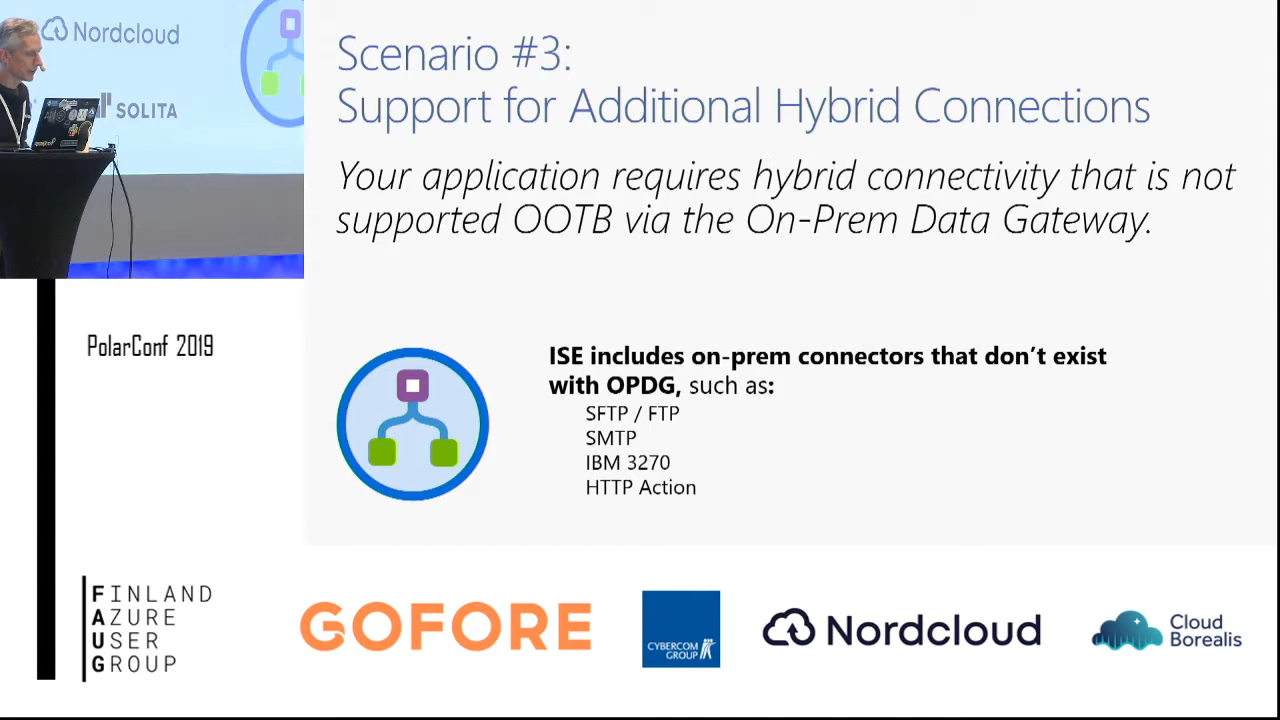 Nordcloud
SOLITA
Scenario #3:
Support for Additional Hybrid Connections
Your application requires hybrid connectivity that is not
supported OOTB via the On-Prem Data Gateway.
PolarConf 2019
ISE includes on-prem connectors that don't exist
with OPDG, such as:
SFTP / FTP
SMTP
IBM 3270
HTTP Action
FINLAND
AZURE
USER
GROUP
GOFORE
CYBERCOM
GROUP
Nordcloud
Cloud
Borealis